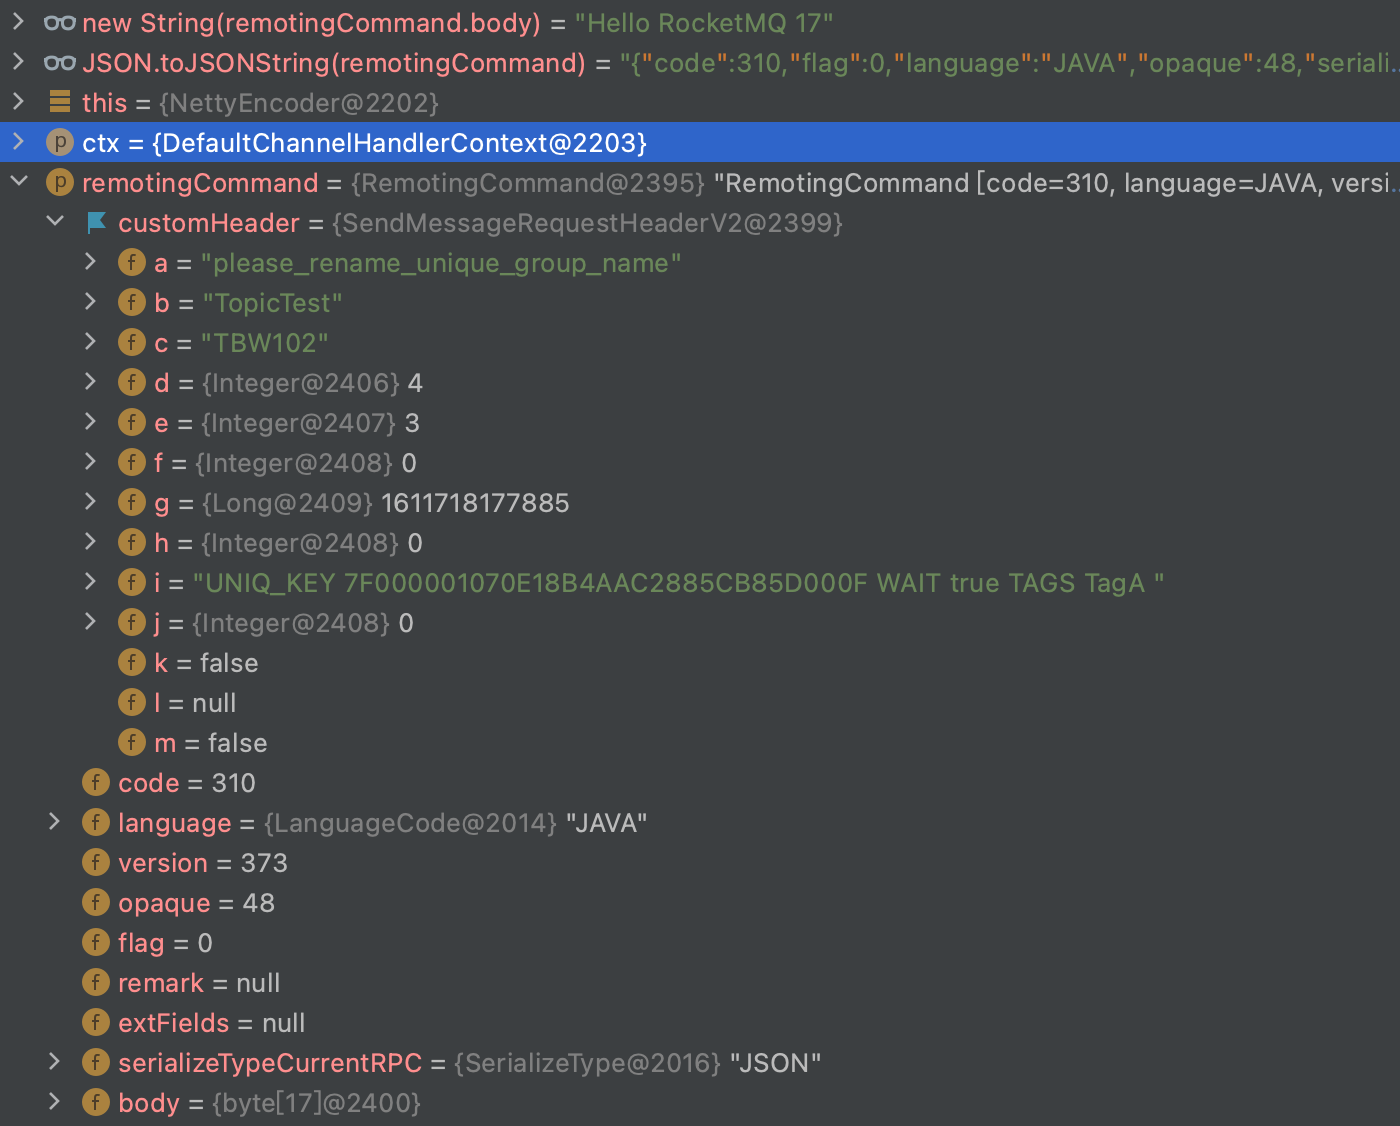 new String(remotingCommand.body) = "Hello RocketMQ 17"
JSON.toJSONString(remotingCommand) = "{"code":310,"flag":0,"language":"JAVA","opaque":48,"seriali...
this = {NettyEncoder@2202}
p ctx = {DefaultChannelHandlerContext@2203}
p remotingCommand = {RemotingCommand@2395} "RemotingCommand [code=310, language=JAVA, versi...
customHeader = {SendMessageRequestHeaderV2@2399}
f a = "please_rename_unique_group_name"
f b = "TopicTest"
f c = "TBW102"
f d = {Integer@2406} 4
f e = {Integer@2407} 3
f f = {Integer@2408} 0
f g = {Long@2409} 1611718177885
f h = {Integer@2408} 0
f i = "UNIQ_KEY 7F000001070E18B4AAC2885CB85D000F WAIT true TAGS TagA "
f j = {Integer@2408} 0
f k = false
f l = null
f m = false
f code = 310
f language = {LanguageCode@2014} "JAVA"
f version = 373
f opaque = 48
f flag = 0
f remark = null
f extFields = null
f serializeTypeCurrentRPC = {SerializeType@2016} "JSON"
f body = {byte[17]@2400}